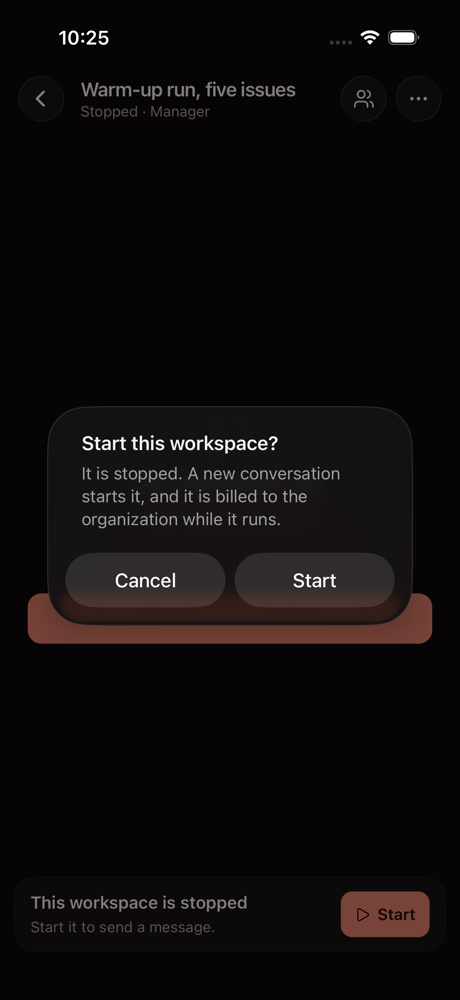 10:25
Warm-up run, five issues
Stopped · Manager
Start this workspace?
It is stopped. A new conversation
starts it, and it is billed to the
organization while it runs.
Cancel
Start
This workspace is stopped
Start it to send a message.
Start